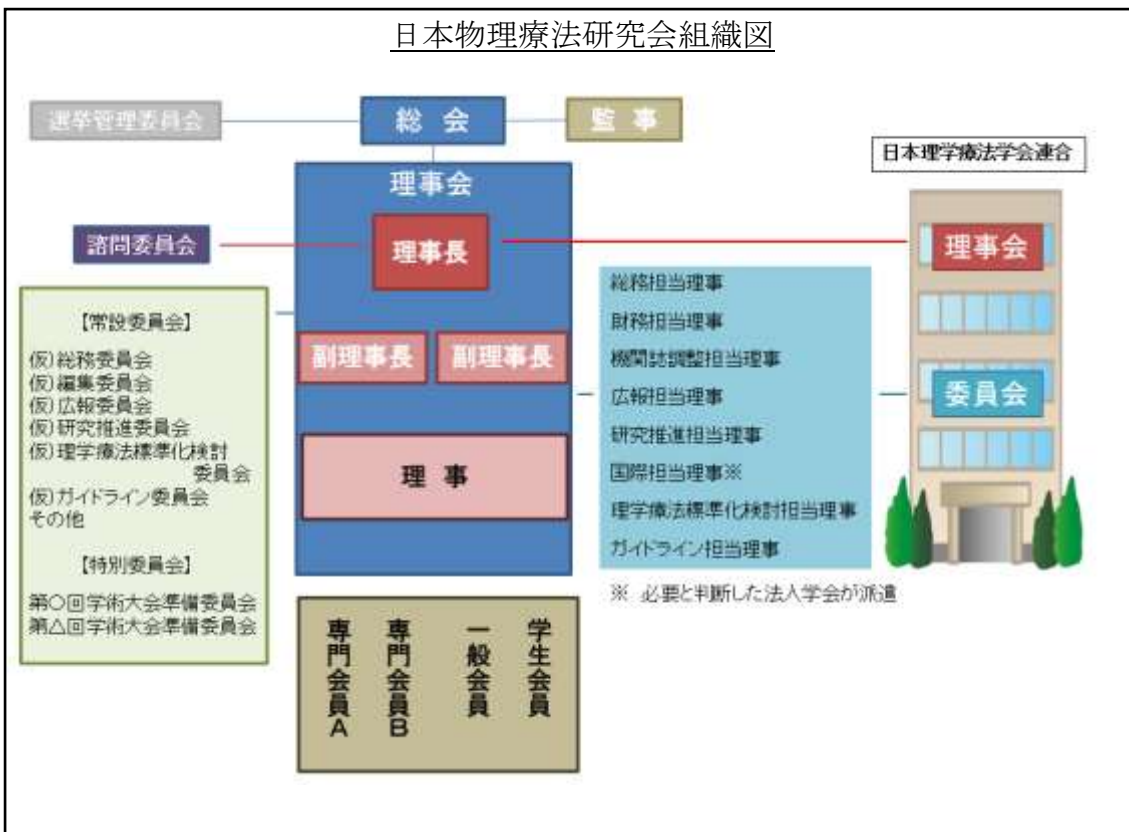 日本物理療法研究会組織図
選挙管理委員会
総 会
監 事
日本理学療法学会連合
理事会
諮問委員会
理事長
理事会
副理事長
副理事長
理 事
【常設委員会】
仮)総務委員会
仮)編集委員会
仮)広報委員会
仮)研究推進委員会
仮)理学療法標準化検討
委員会
仮)ガイドライン委員会
その他
【特別委員会】
第〇回学術大会準備委員会
第△回学術大会準備委員会
総務担当理事
財務担当理事
機関誌調整担当理事
広報担当理事
研究推進担当理事
国際担当理事※
理学療法標準化検討担当理事
ガイドライン担当理事
委員会
※ 必要と判断した法人学会が派遣
専門会員A
専門会員B
一般会員
学生会員